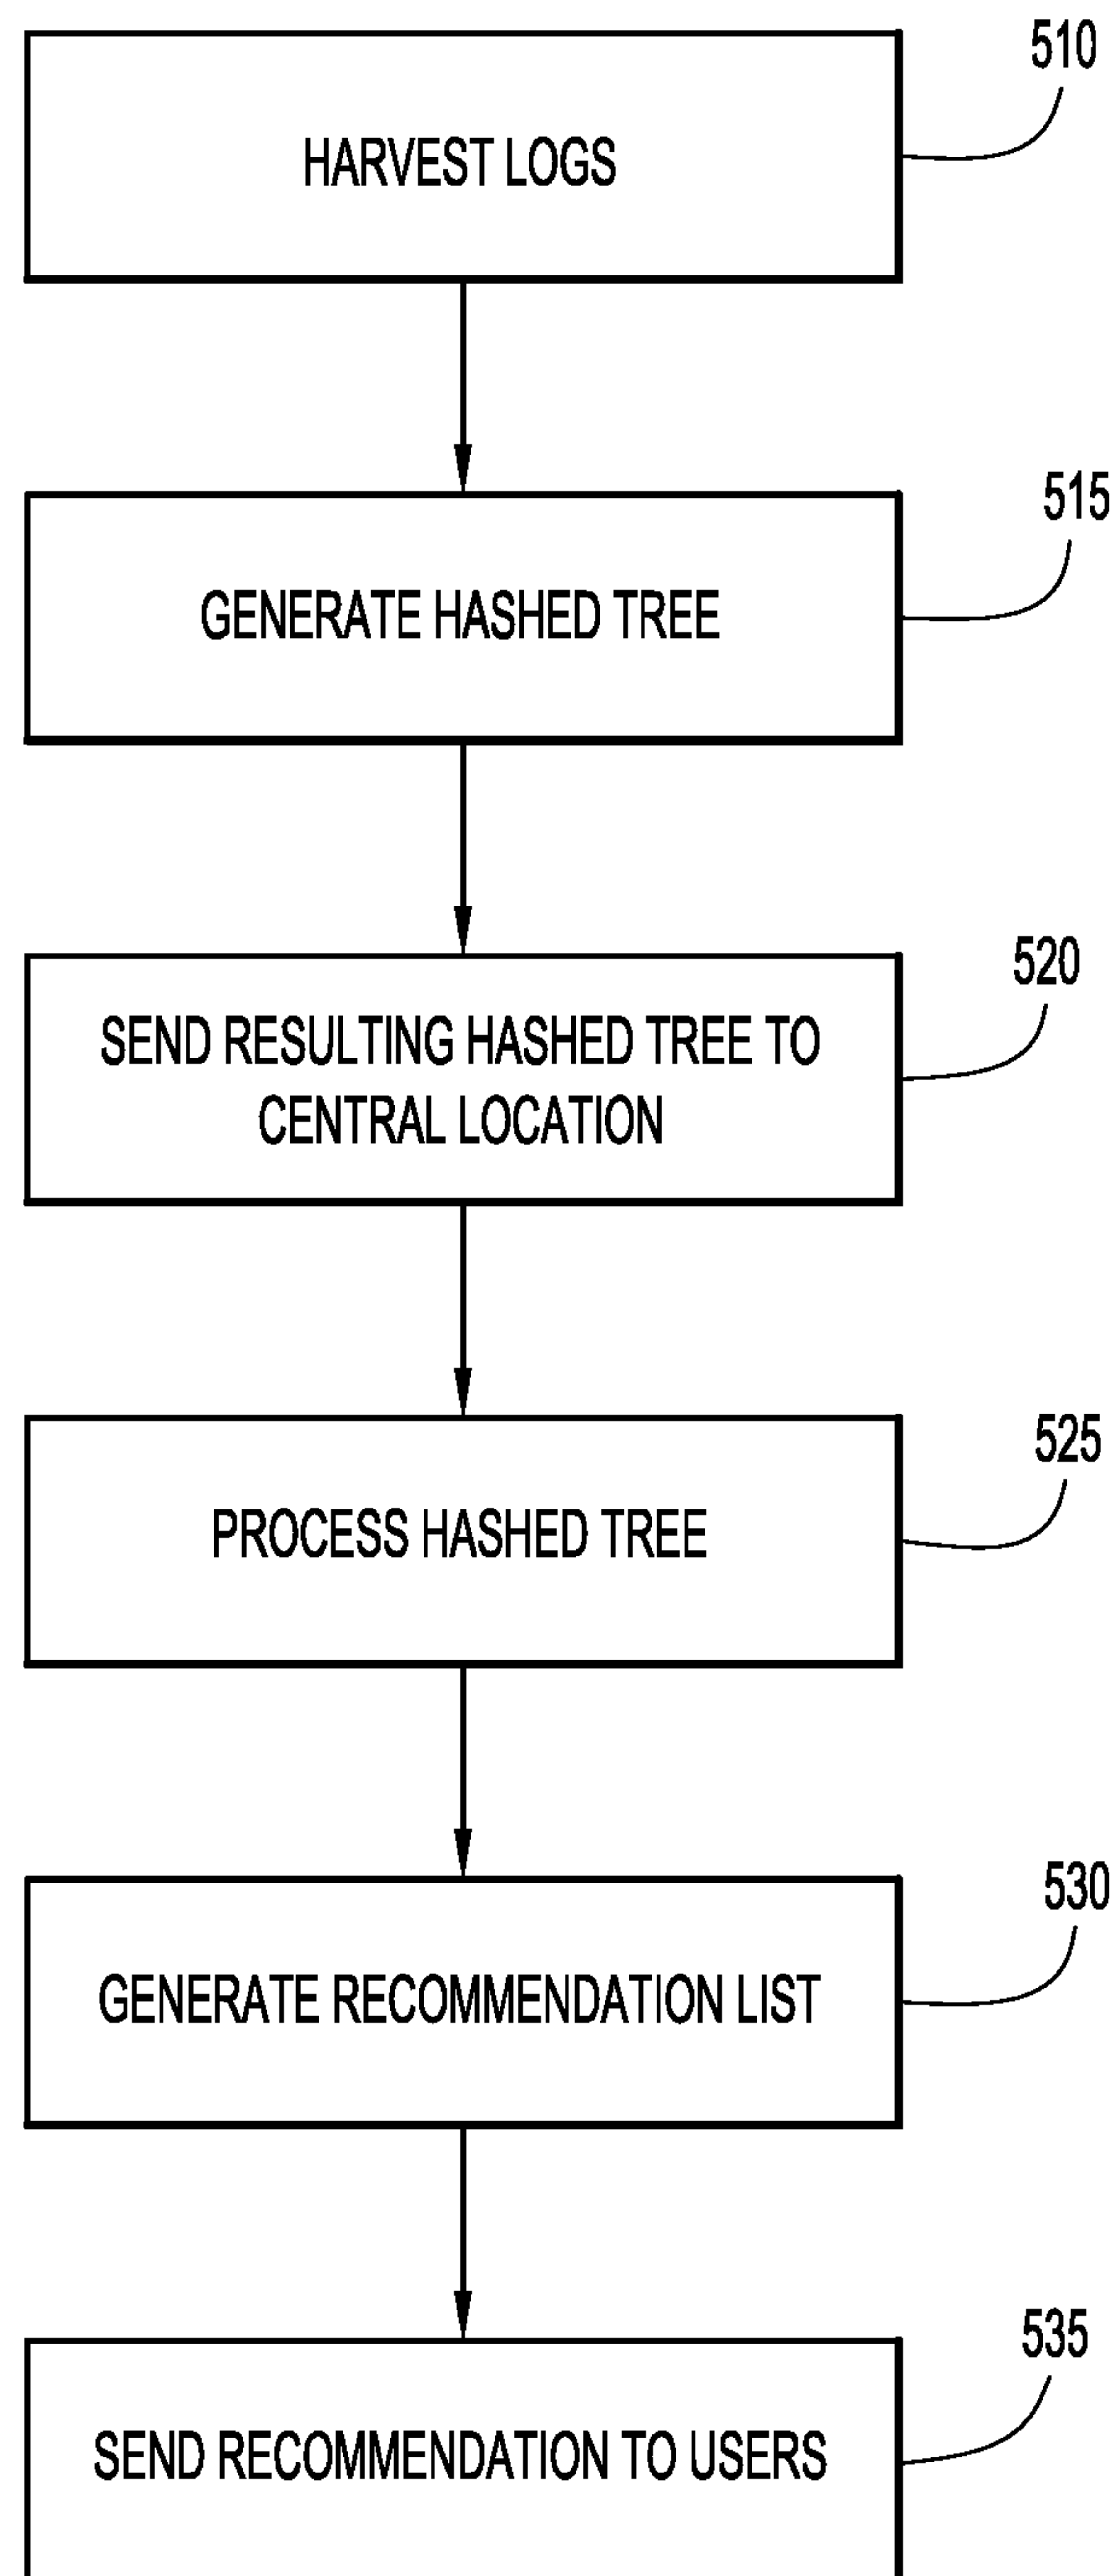 510
HARVEST LOGS
515
GENERATE HASHED TREE
520
SEND RESULTING HASHED TREE TO
CENTRAL LOCATION
525
PROCESS HASHED TREE
530
GENERATE RECOMMENDATION LIST
535
SEND RECOMMENDATION TO USERS